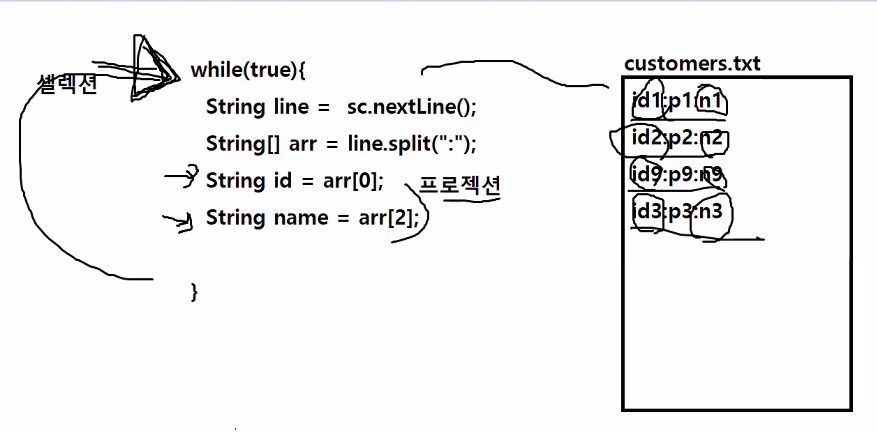 셀렉션
while(true){
String line = sc.nextLine();
String[] arr = line.split(":");
String id = arr[0];
프로젝션
String name = arr[2];
}
customers.txt
id1:p1:n1
id2:p2:n2
id9:p9:n9
id3:p3:n3